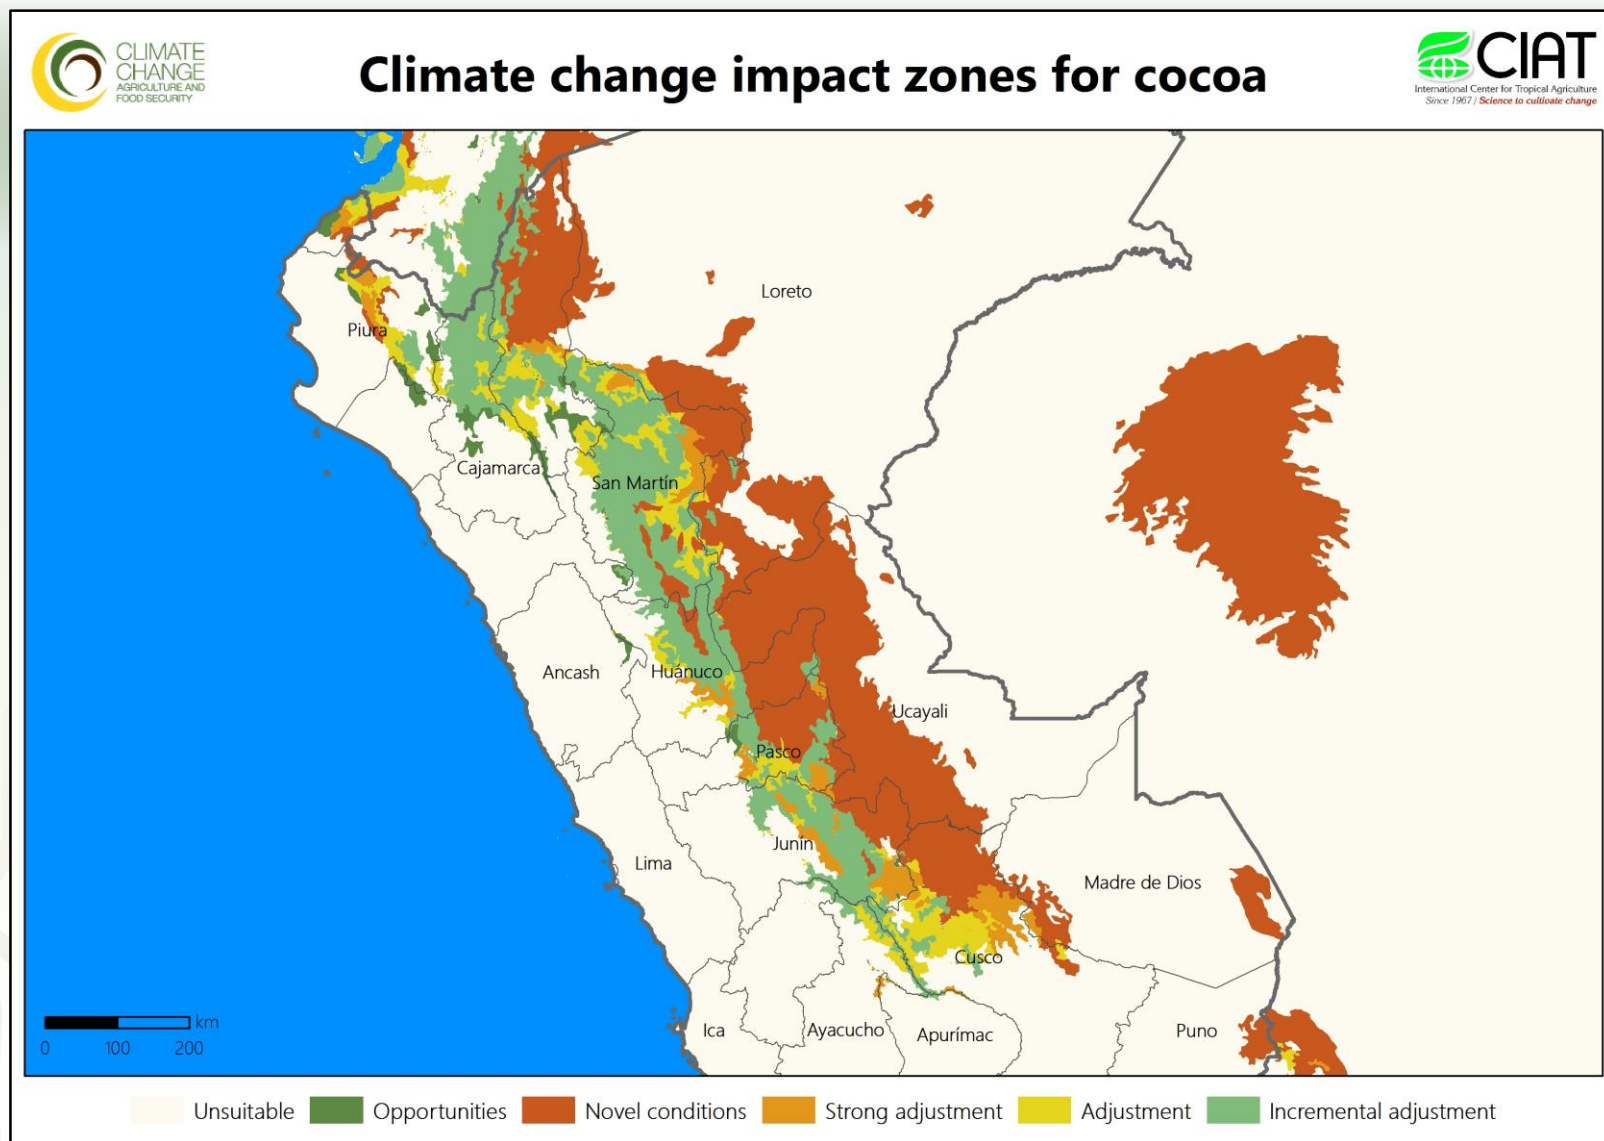 CLIMATE
CHANGE
AGRICULTURE AND
FOOD SECURITY
Climate change impact zones for cocoa
CIAT
International Center for Tropical Agriculture
Since 1967 / Science to cultivate change
Loreto
Piura
Cajamarca
San Martín
Ancash
Huánuco
Ucayali
Pasco
Junín
Lima
Madre de Dios
Cusco
Ica
Ayacucho
Apurímac
Puno
km
0 100 200
Unsuitable Opportunities Novel conditions Strong adjustment Adjustment Incremental adjustment